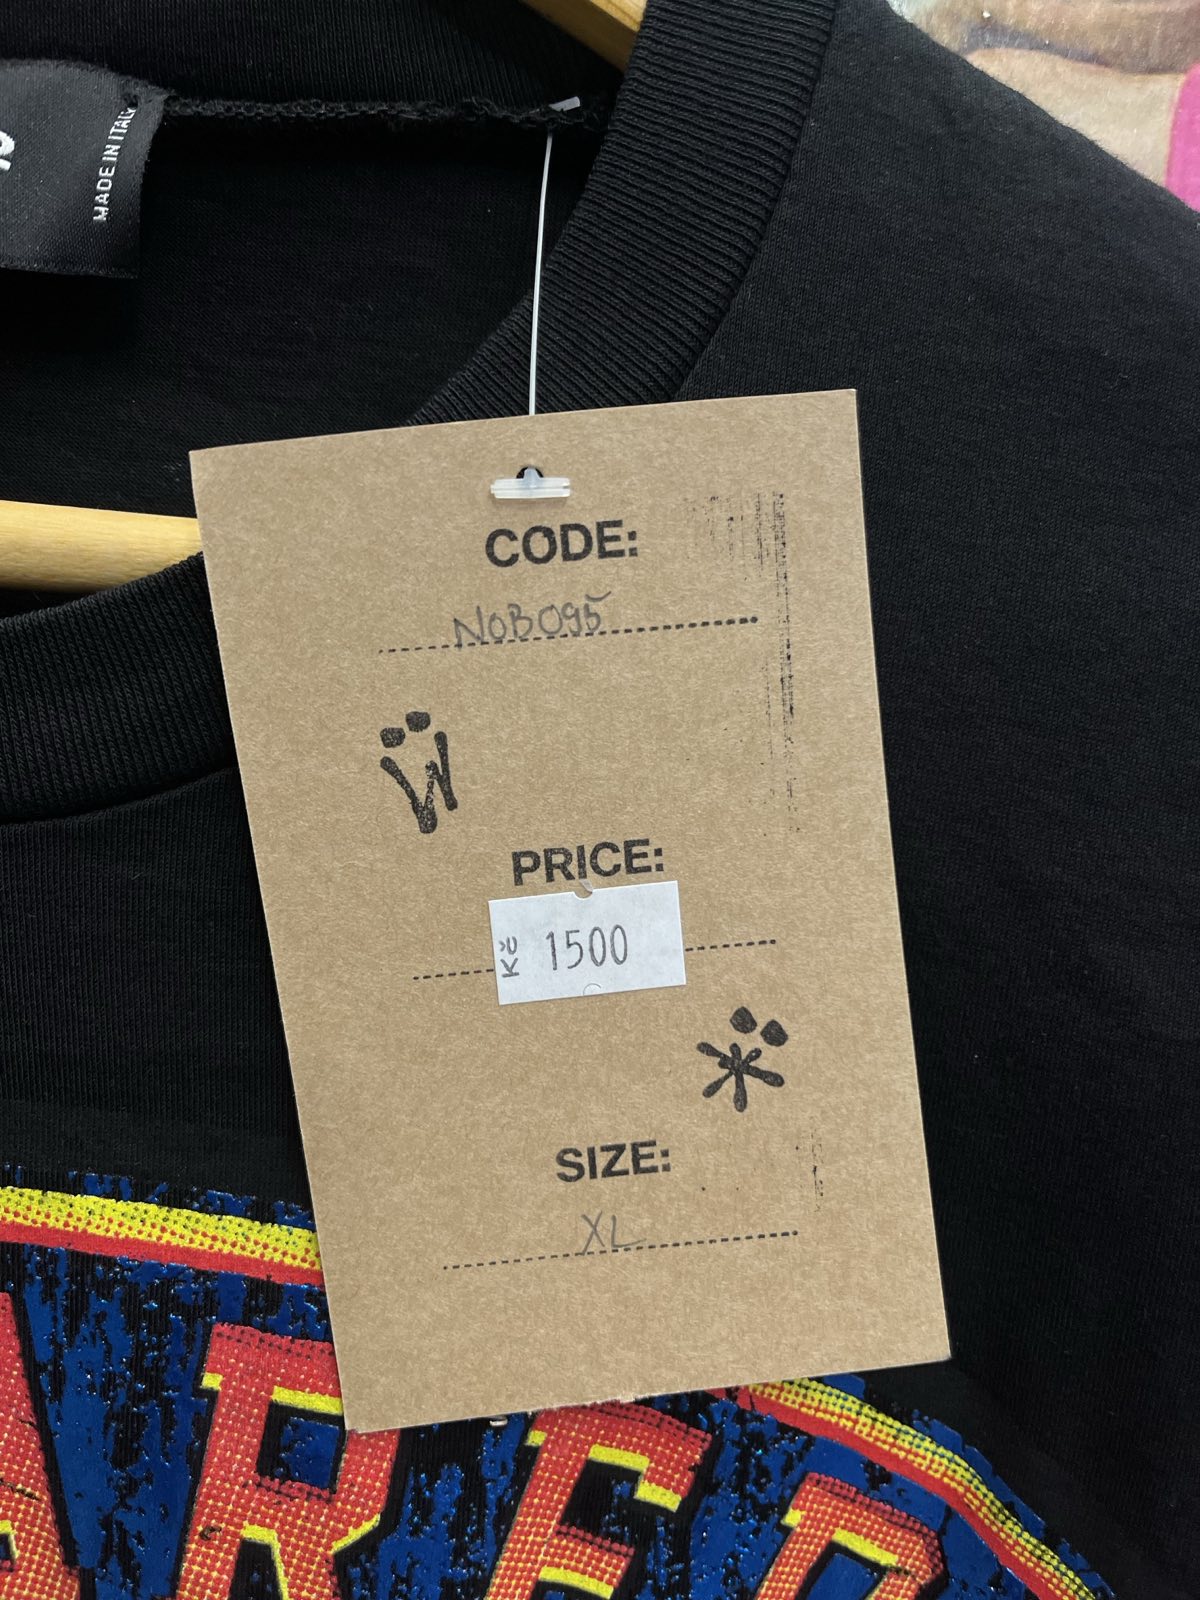 MADE IN ITALY
CODE:
NOB095
PRICE:
Kč 1500
SIZE:
XL